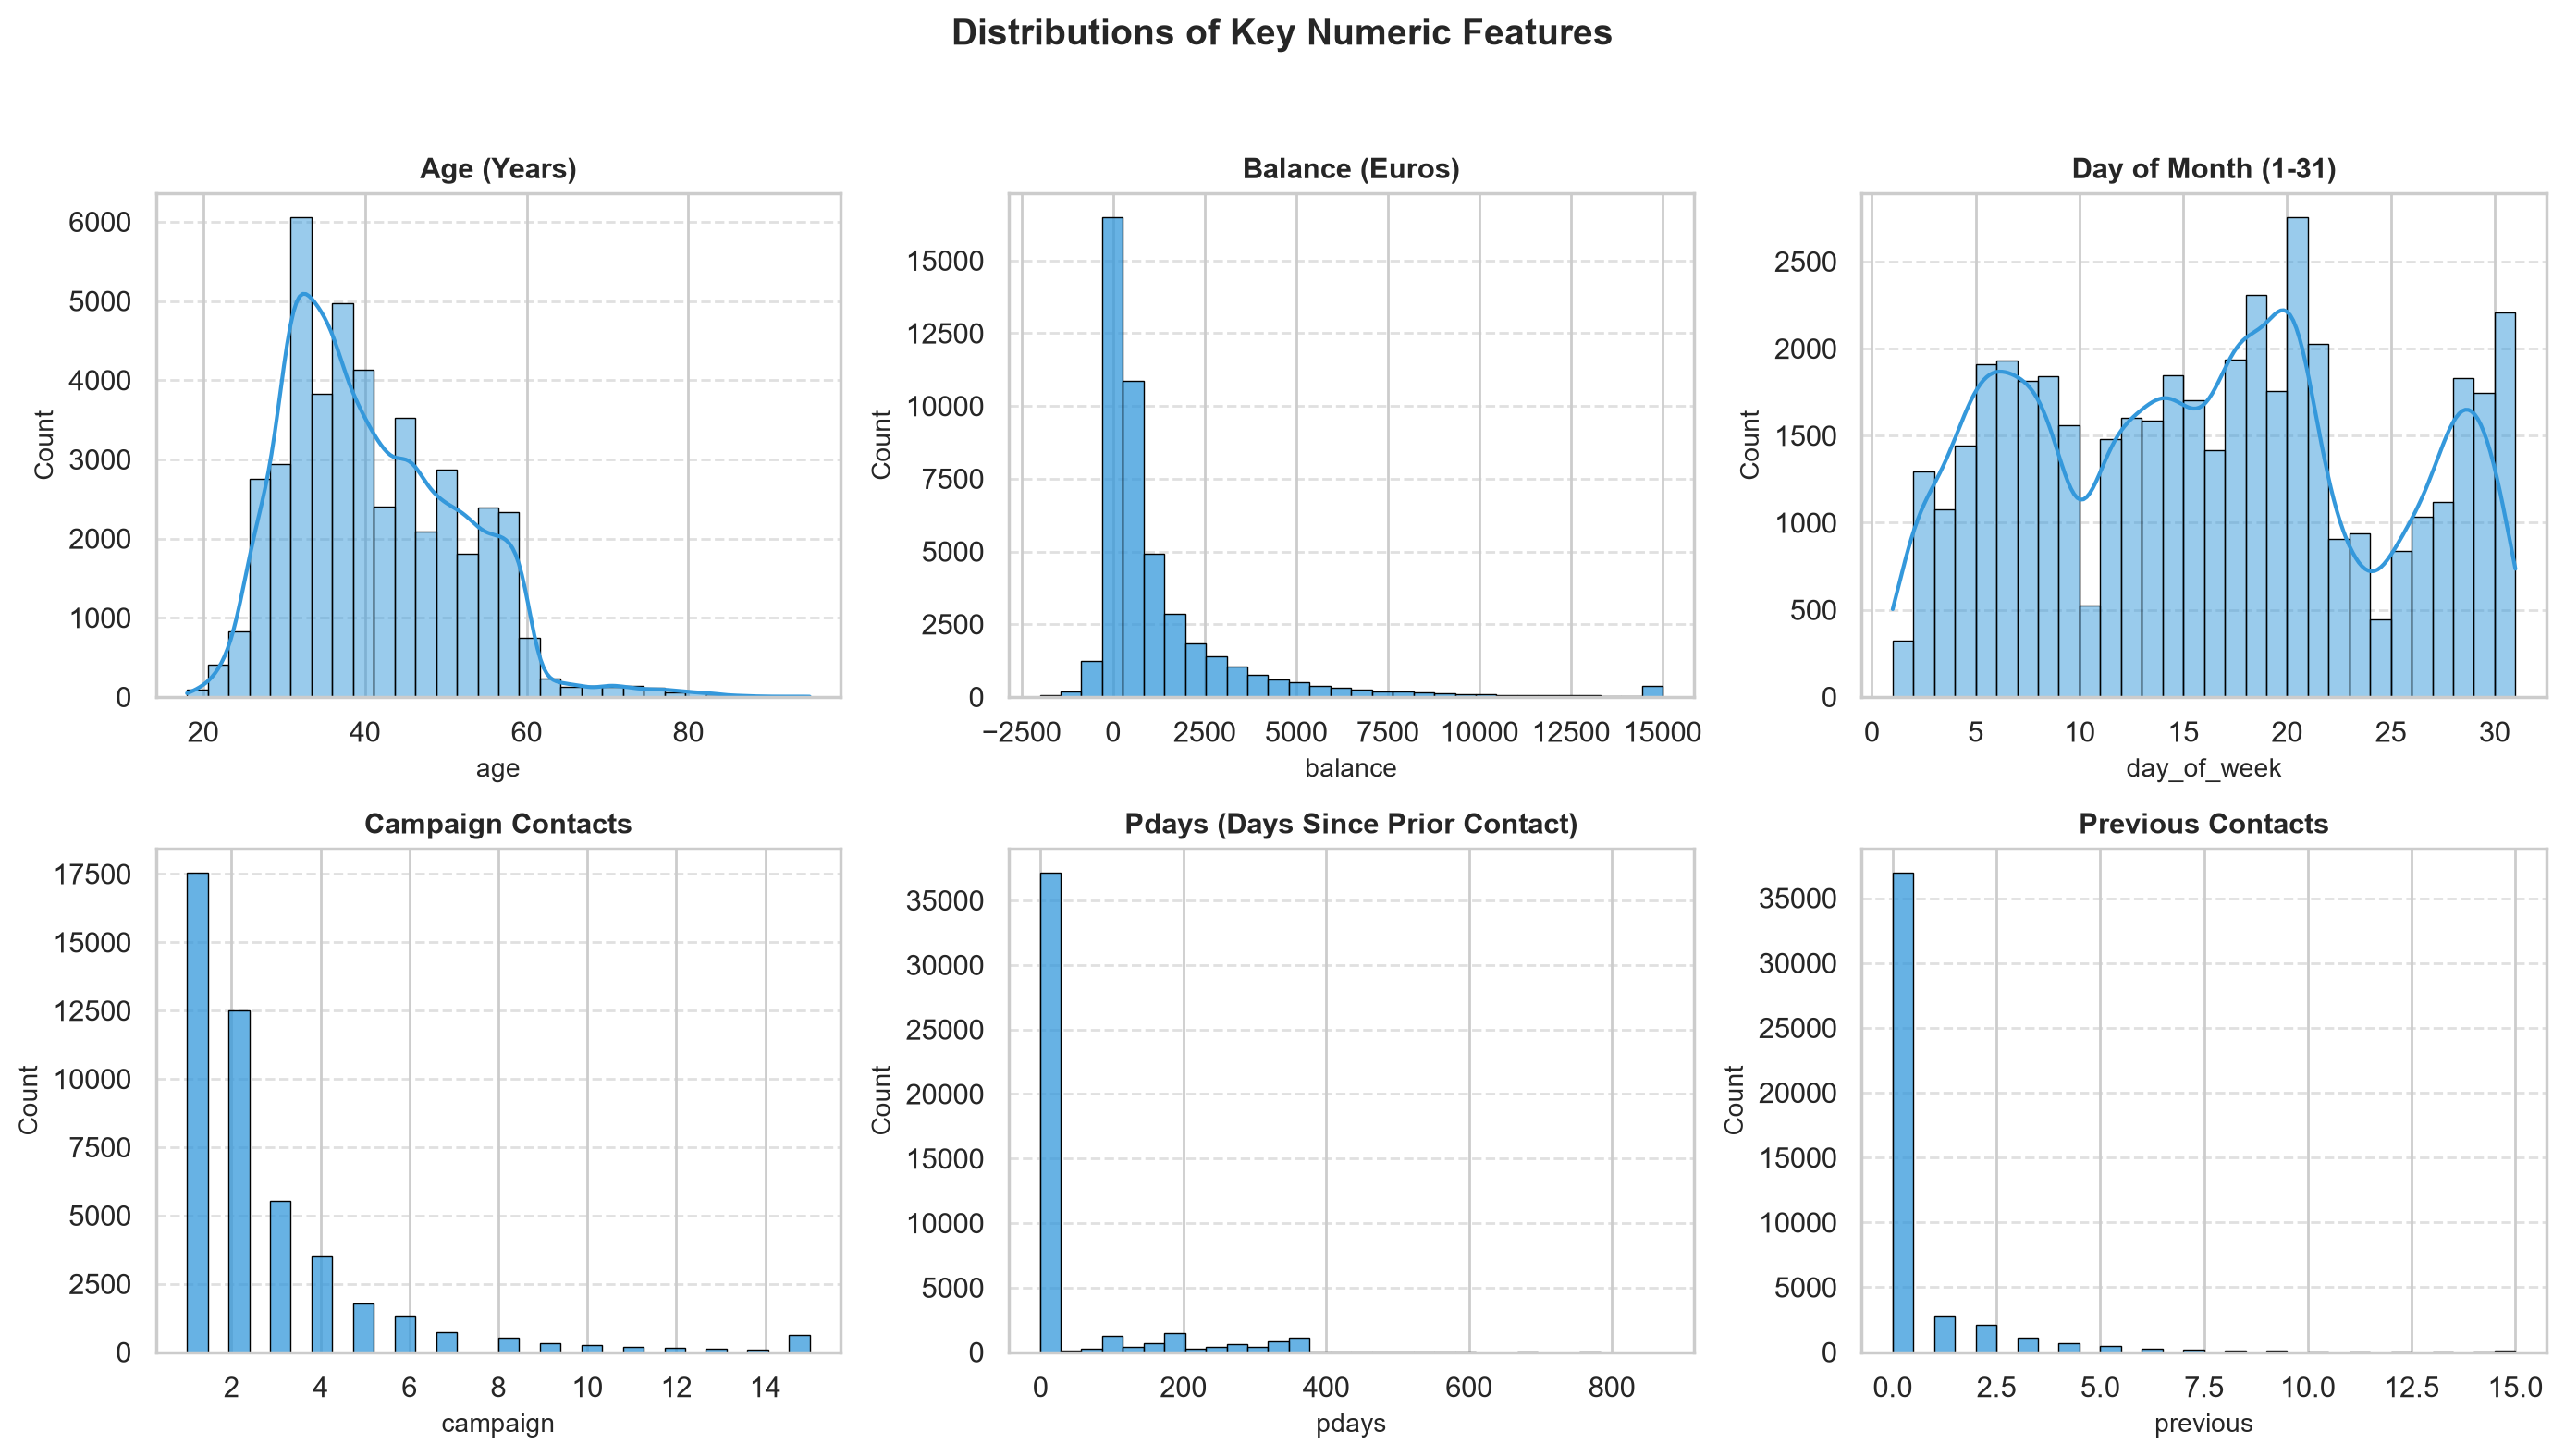 Distributions of Key Numeric Features
Age (Years)
6000
5000
4000
3000
2000
1000
0
Count
20 40 60 80
age
Balance (Euros)
15000
12500
10000
7500
5000
2500
0
Count
−2500 0 2500 5000 7500 10000 12500 15000
balance
Day of Month (1-31)
2500
2000
1500
1000
500
0
Count
0 5 10 15 20 25 30
day_of_week
Campaign Contacts
17500
15000
12500
10000
7500
5000
2500
0
Count
2 4 6 8 10 12 14
campaign
Pdays (Days Since Prior Contact)
35000
30000
25000
20000
15000
10000
5000
0
Count
0 200 400 600 800
pdays
Previous Contacts
35000
30000
25000
20000
15000
10000
5000
0
Count
0.0 2.5 5.0 7.5 10.0 12.5 15.0
previous